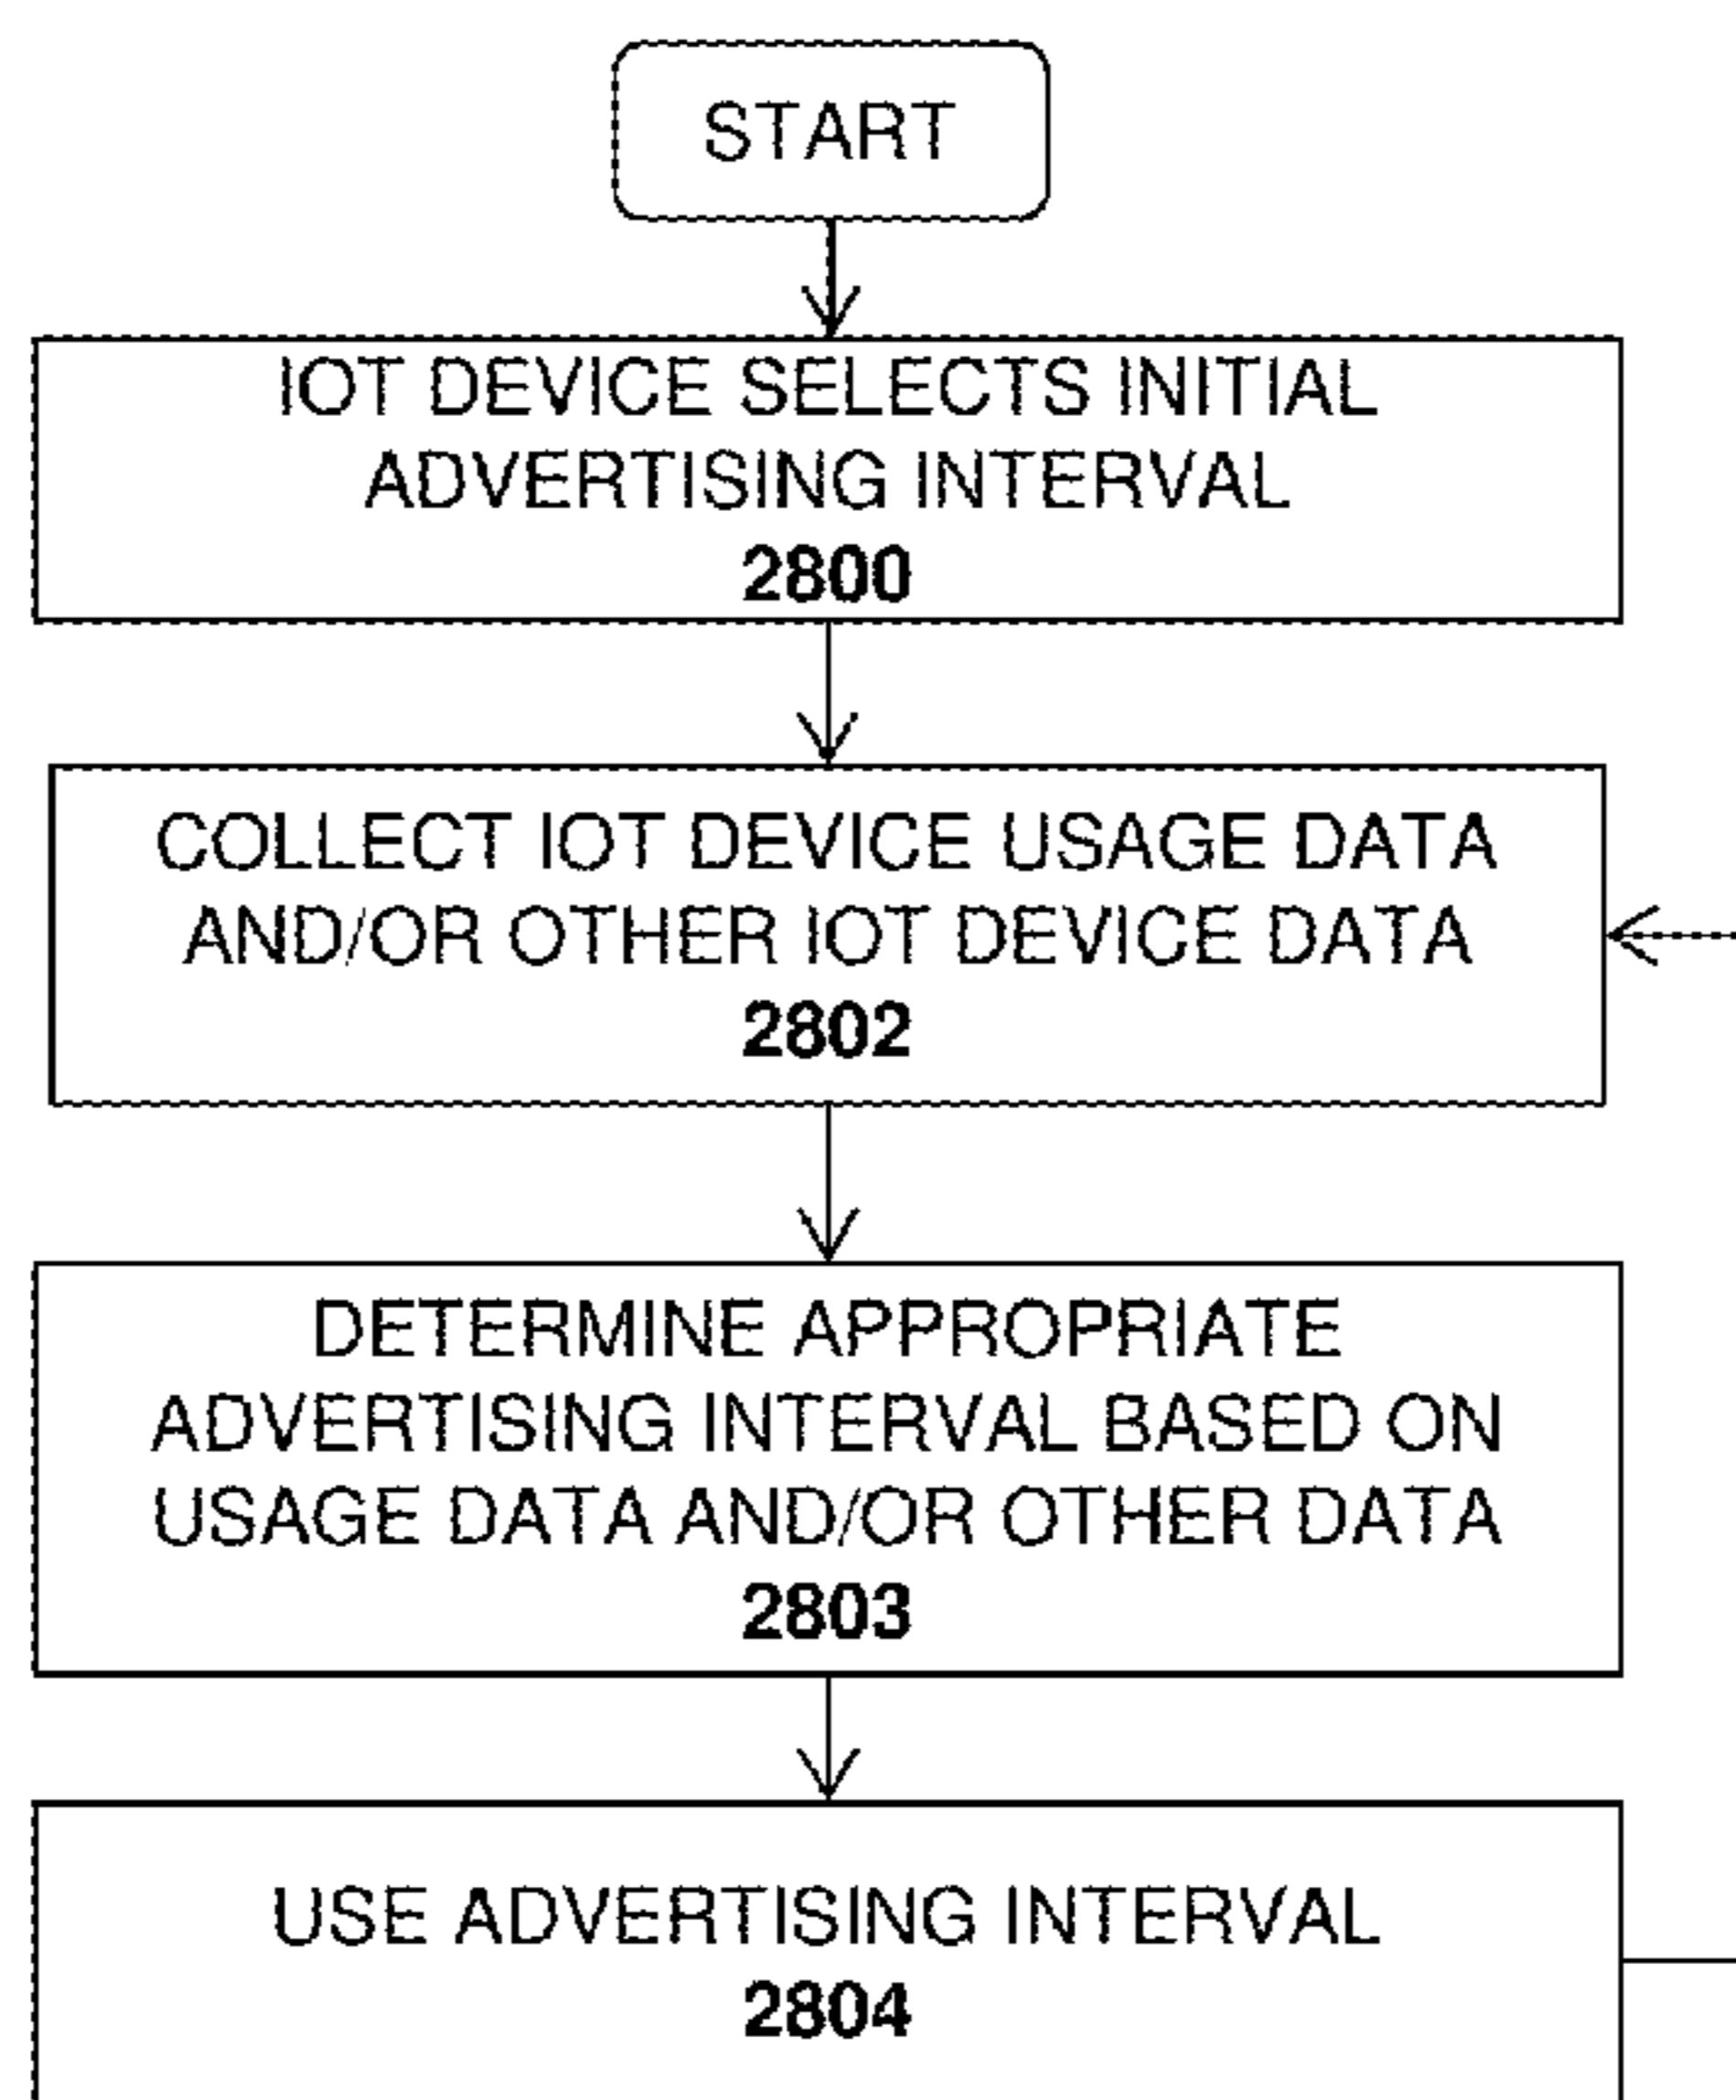 START
IOT DEVICE SELECTS INITIAL
ADVERTISING INTERVAL
2800
COLLECT IOT DEVICE USAGE DATA
AND/OR OTHER IOT DEVICE DATA
2802
DETERMINE APPROPRIATE
ADVERTISING INTERVAL BASED ON
USAGE DATA AND/OR OTHER DATA
2803
USE ADVERTISING INTERVAL
2804